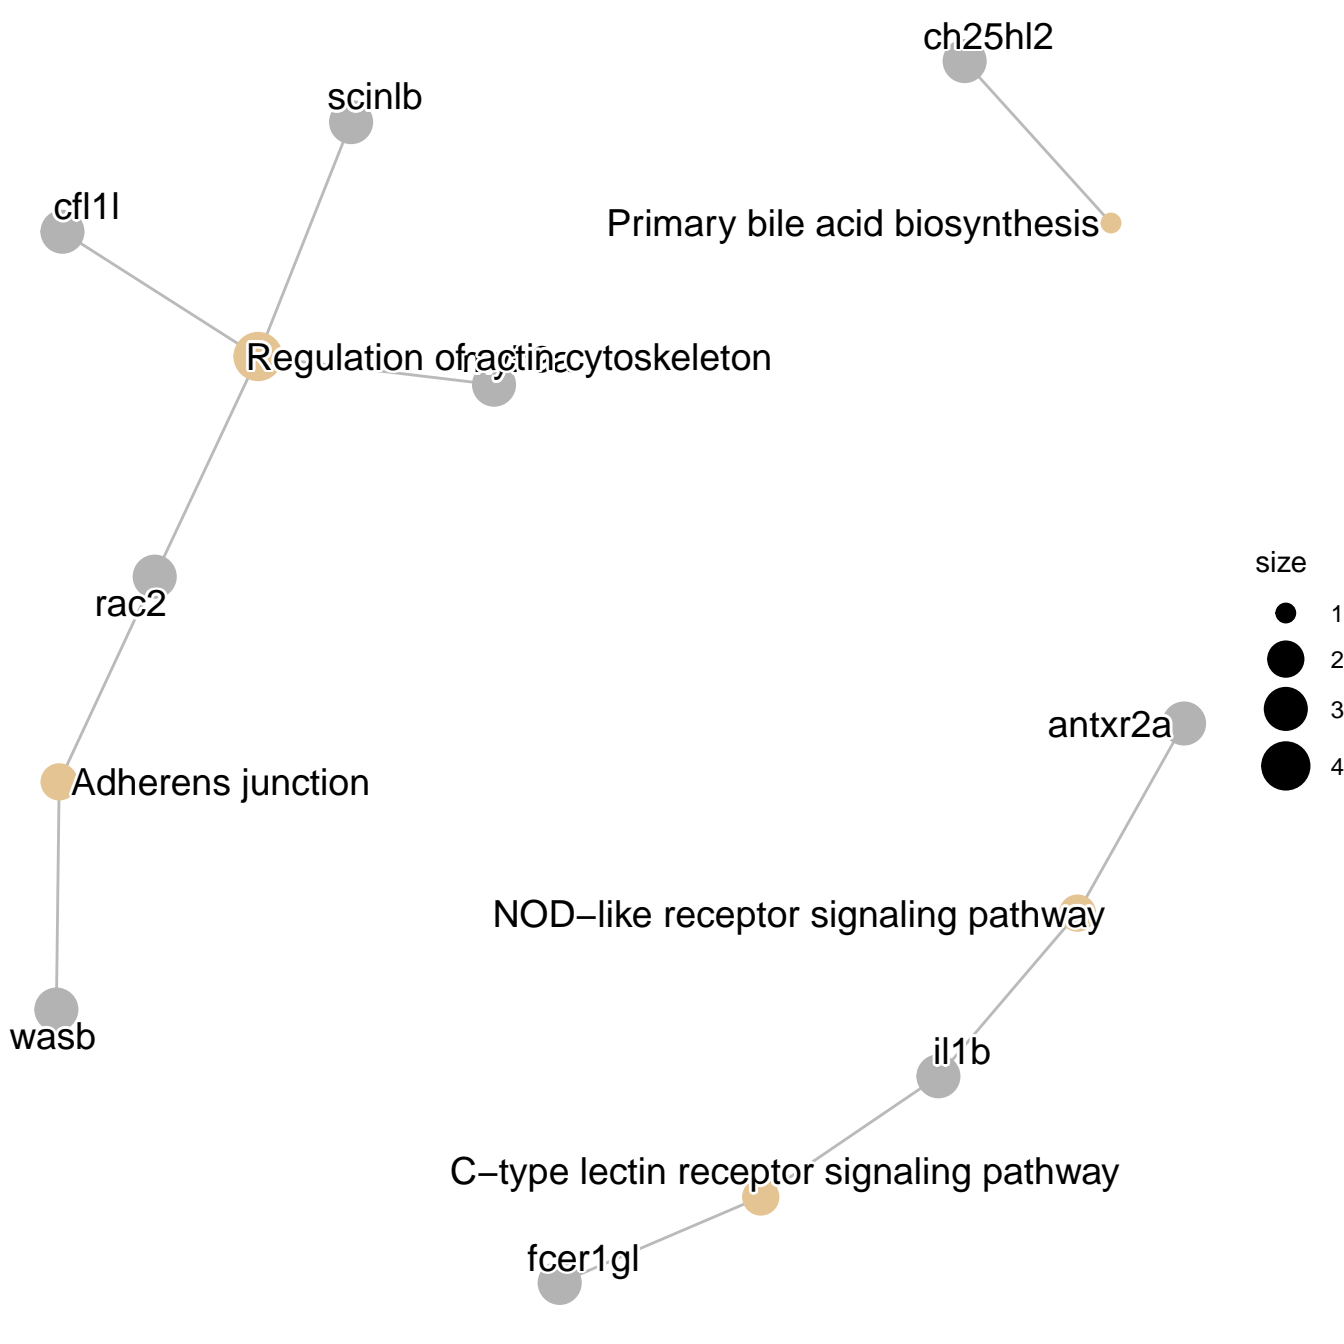 ch25hl2
scinlb
cfl1l
Primary bile acid biosynthesis
Regulation of actin cytoskeleton
size
1
2
3
4
rac2
antxr2a
Adherens junction
NOD−like receptor signaling pathway
wasb
il1b
C−type lectin receptor signaling pathway
fcer1gl